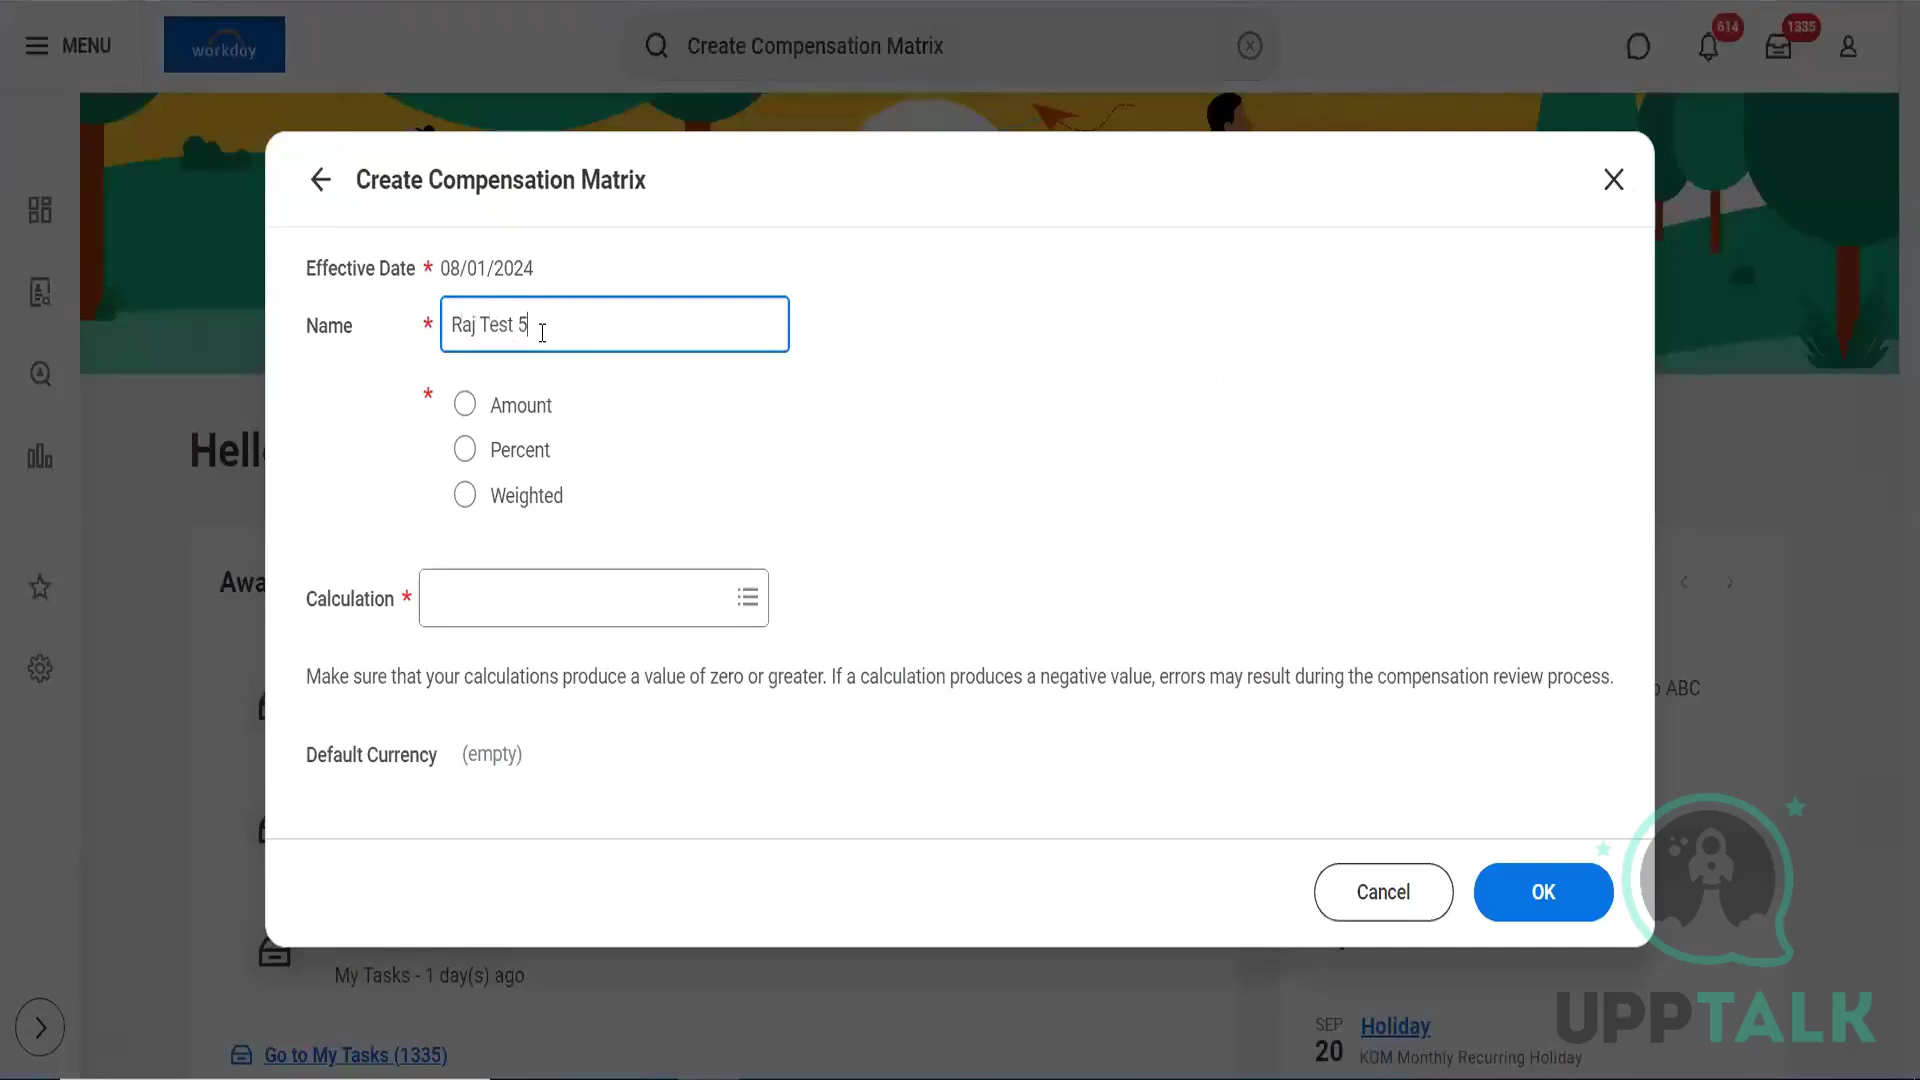 MENU
workday
Create Compensation Matrix
614
1335
Create Compensation Matrix
Effective Date * 08/01/2024
Name * Raj Test 5
* Amount
Percent
Weighted
Hell
Awa
Calculation *
Make sure that your calculations produce a value of zero or greater. If a calculation produces a negative value, errors may result during the compensation review process.
ABC
Default Currency (empty)
Cancel
OK
My Tasks - 1 day(s) ago
UPPTALK
SEP
20
Holiday
KOM Monthly Recurring Holiday
Go to My Tasks (1335)